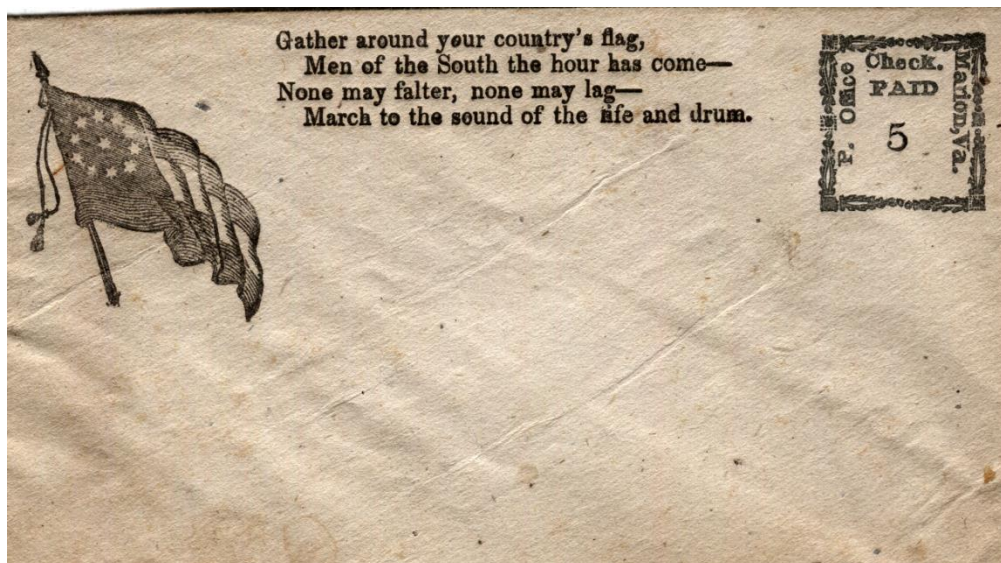 Gather around your country's flag,
Men of the South the hour has come—
None may falter, none may lag—
March to the sound of the fife and drum.
P. Office
Check.
PAID
5
Marion, Va.